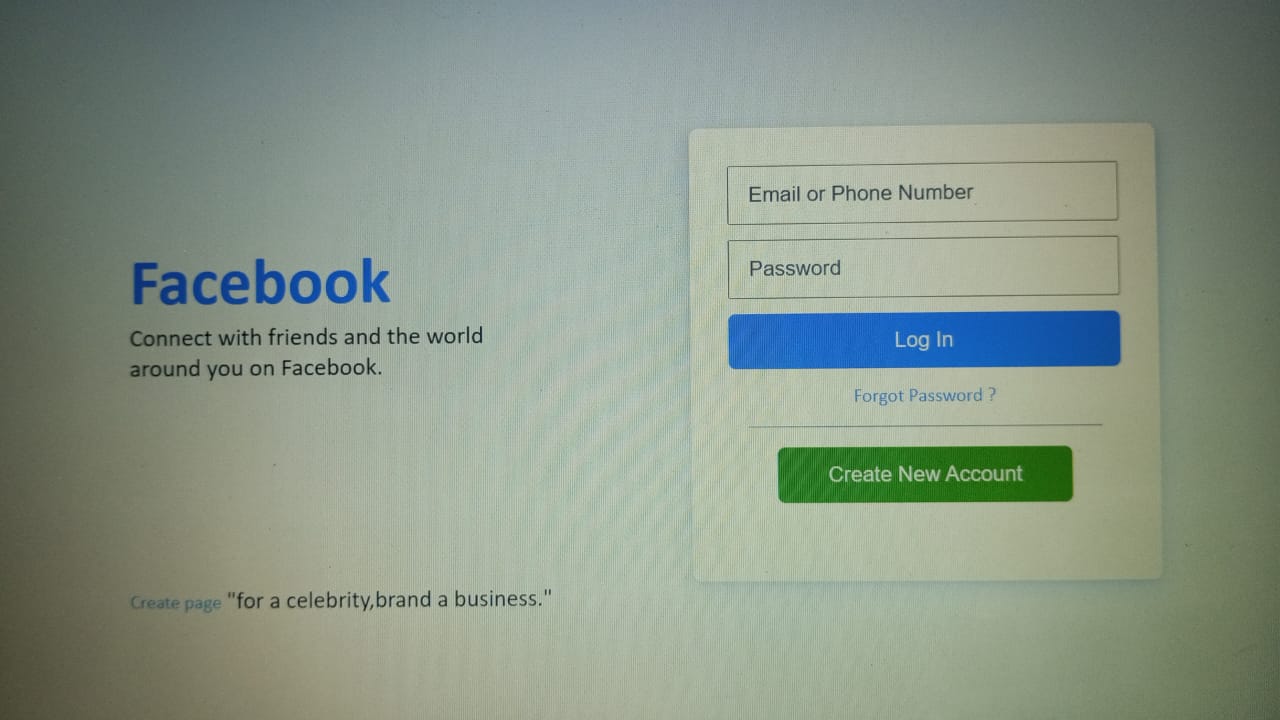 Facebook
Connect with friends and the world
around you on Facebook.
Create page "for a celebrity,brand a business."
Email or Phone Number
Password
Log In
Forgot Password ?
Create New Account